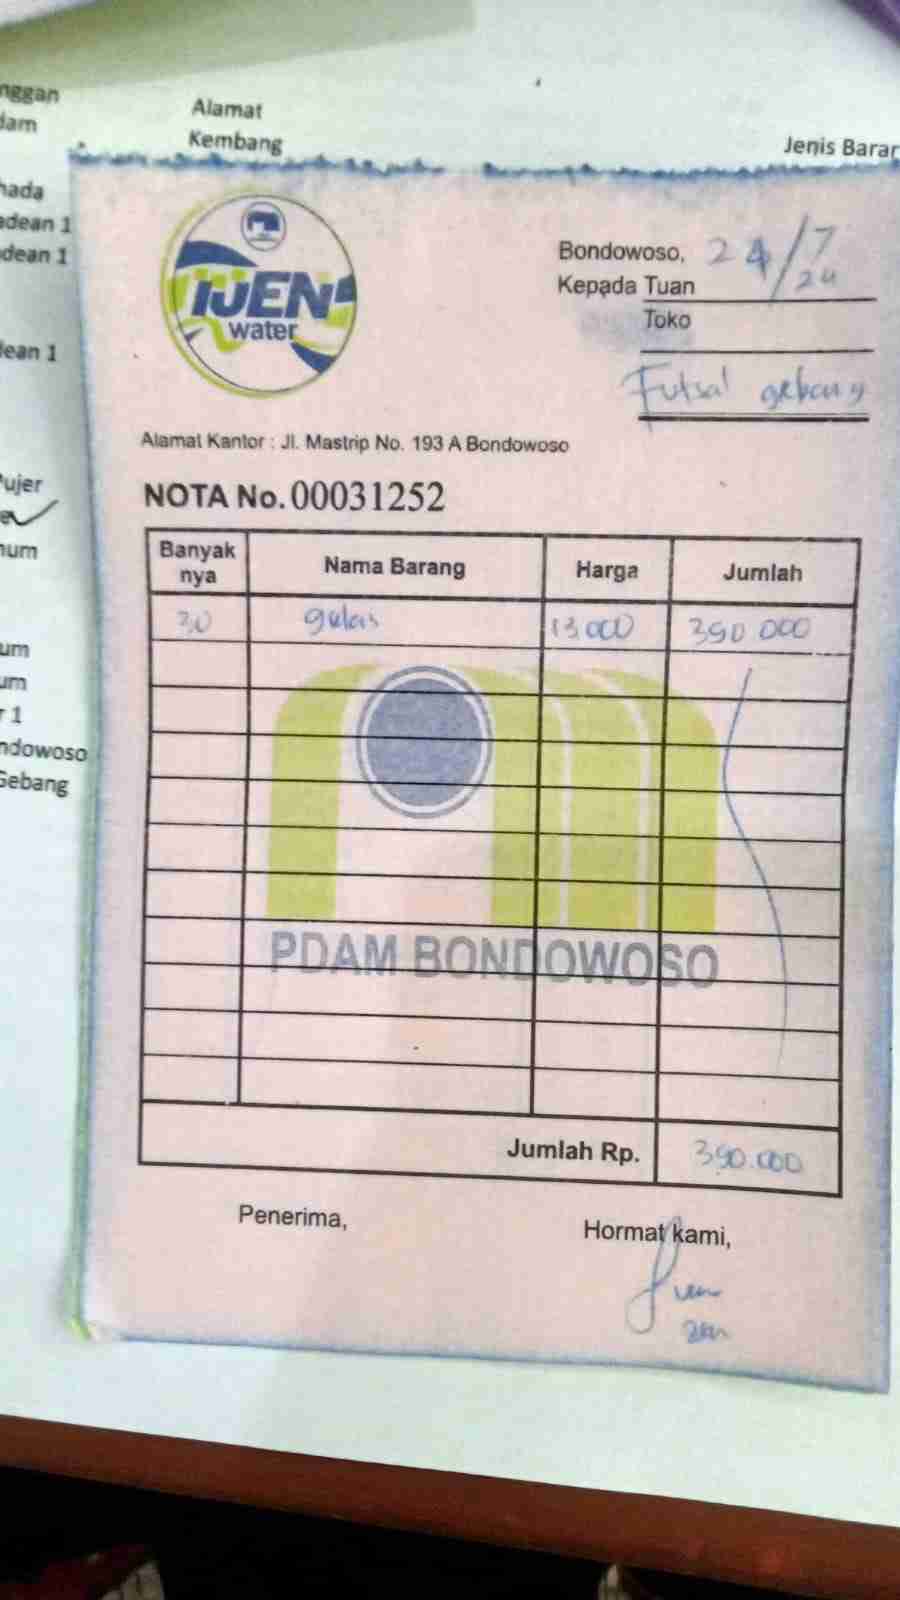 nggan
dam
Alamat
Kembang
Jenis Barar
hada
adean 1
dean 1
dean 1
Pujer
num
um
um
r 1
ndowoso
Gebang
IJEN
water
Bondowoso, 24/7
24
Kepada Tuan
Toko
Futsal gebang
Alamat Kantor : Jl. Mastrip No. 193 A Bondowoso
NOTA No. 00031252
Banyak nya Nama Barang Harga Jumlah
30 gelas 13 000 390 000
PDAM BONDOWOSO
Jumlah Rp. 390.000
Penerima, Hormat kami,